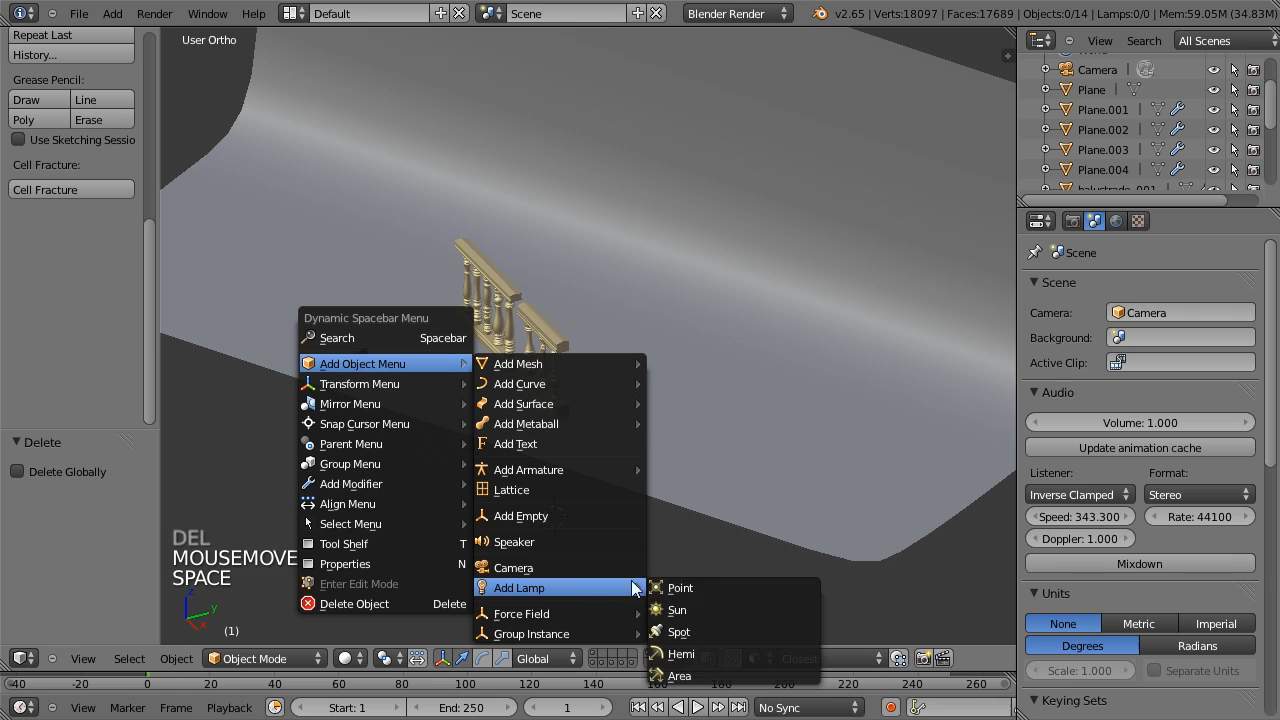 File Add Render Window Help Default Scene Blender Render v2.65 | Verts:18097 | Faces:17689 | Objects:0/14 | Lamps:0/0 | Mem:59.05M (34.83M)
Repeat Last
History...
Grease Pencil:
Draw Line
Poly Erase
Use Sketching Sessio
Cell Fracture:
Cell Fracture
Delete
Delete Globally
User Ortho
Dynamic Spacebar Menu
Search Spacebar
Add Object Menu
Transform Menu
Mirror Menu
Snap Cursor Menu
Parent Menu
Group Menu
Add Modifier
Align Menu
Select Menu
Tool Shelf T
Properties N
Enter Edit Mode
Delete Object Delete
Add Mesh
Add Curve
Add Surface
Add Metaball
Add Text
Add Armature
Lattice
Add Empty
Speaker
Camera
Add Lamp
Force Field
Group Instance
Point
Sun
Spot
Hemi
Area
DEL
MOUSEMOVE
SPACE
z
y
x
(1)
View Select Object Object Mode Global Closest
-40 0 100 120 140 160 220 240 260
View Marker Frame Playback Start: 1 End: 250 1 No Sync
View Search All Scenes
Camera
Plane
Plane.001
Plane.002
Plane.003
Plane.004
balustrade_001
Scene
Scene
Camera: Camera
Background:
Active Clip:
Audio
Volume: 1.000
Update animation cache
Listener: Format:
Inverse Clamped Stereo
Speed: 343.300 Rate: 44100
Doppler: 1.000
Mixdown
Units
None Metric Imperial
Degrees Radians
Scale: 1.000 Separate Units
Keying Sets